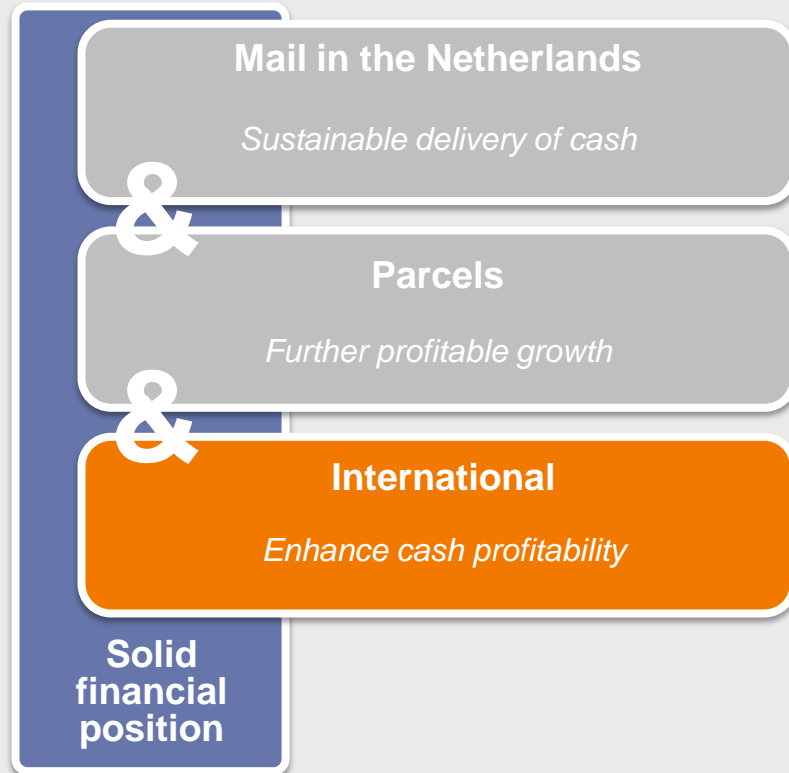 Mail in the Netherlands
Sustainable delivery of cash
&
Parcels
Further profitable growth
&
International
Enhance cash profitability
Solid
financial
position